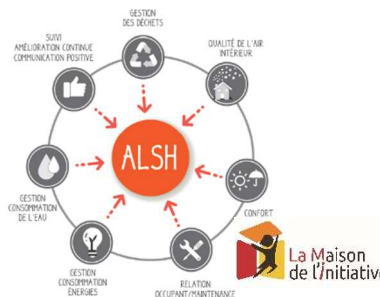 GESTION
DES DÉCHETS
SUIVI
AMÉLIORATION CONTINUE
COMMUNICATION POSITIVE
QUALITÉ DE L'AIR
INTÉRIEUR
ALSH
GESTION
CONSOMMATION
DE L'EAU
CONFORT
GESTION
CONSOMMATION
ÉNERGIES
RELATION
OCCUPANT/MAINTENANCE
La Maison
de l'Initiative